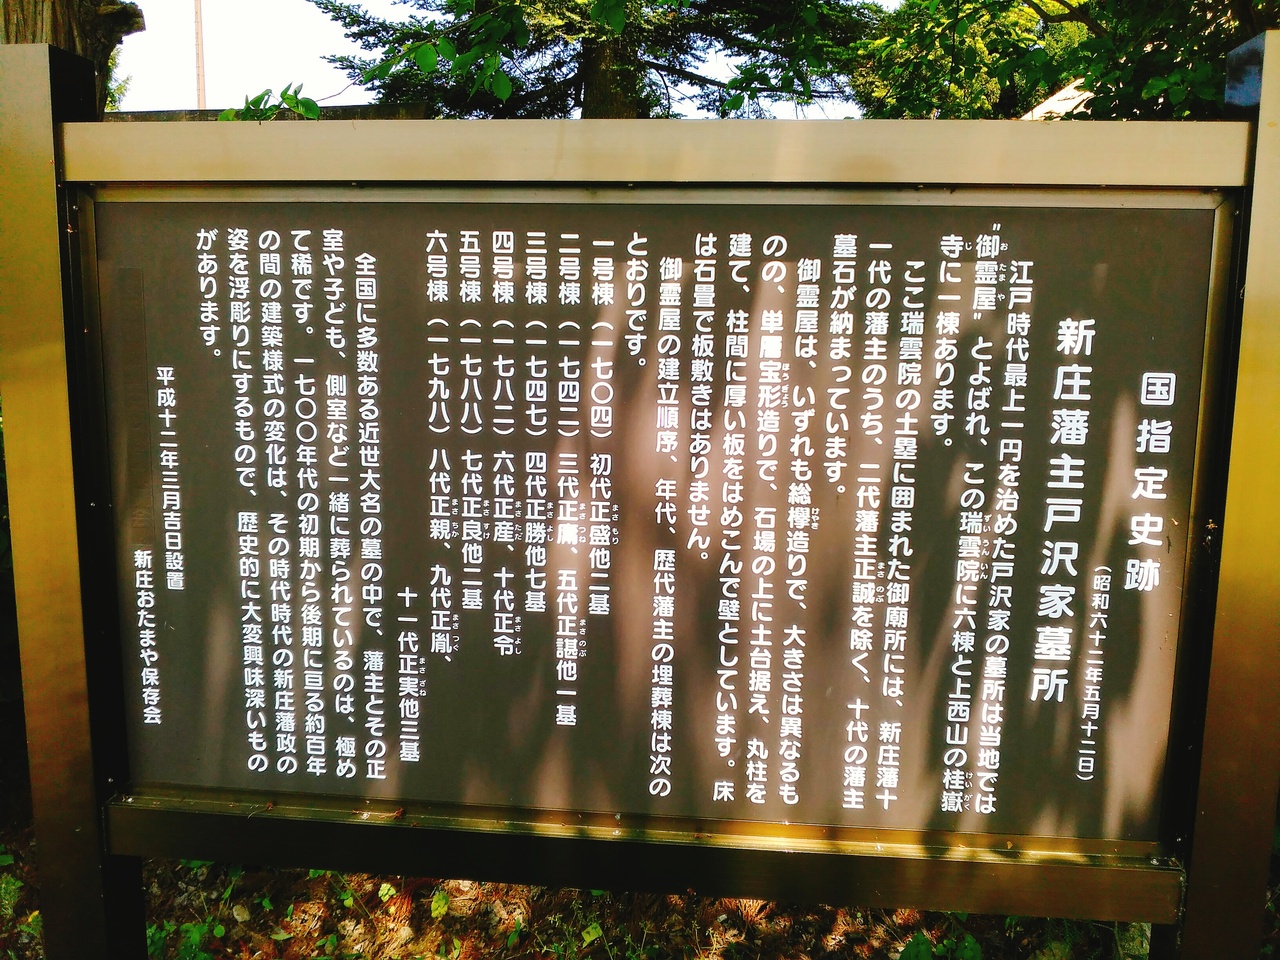 国指定史跡
（昭和六十二年五月十二日）
新庄藩主戸沢家墓所
江戸時代最上一円を治めた戸沢家の墓所は当地では
"御霊屋"とよばれ、この瑞雲院に六棟と上西山の桂嶽
寺に一棟あります。
ここ瑞雲院の土塁に囲まれた御廟所には、新庄藩十
一代の藩主のうち、二代藩主正誠を除く、十代の藩主
墓石が納まっています。
御霊屋は、いずれも総欅造りで、大きさは異なるも
のの、単層宝形造りで、石場の上に土台据え、丸柱を
建て、柱間に厚い板をはめこんで壁としています。床
は石畳で板敷きはありません。
御霊屋の建立順序、年代、歴代藩主の埋葬棟は次の
とおりです。
一号棟（一七〇四）初代正盛他二基
二号棟（一七四二）三代正庸、五代正諶他一基
三号棟（一七四七）四代正勝他七基
四号棟（一七八二）六代正産、十代正令
五号棟（一七八八）七代正良他二基
六号棟（一七九八）八代正親、九代正胤、
十一代正実他三基
全国に多数ある近世大名の墓の中で、藩主とその正
室や子ども、側室など一緒に葬られているのは、極め
て稀です。一七〇〇年代の初期から後期に亘る約百年
の間の建築様式の変化は、その時代時代の新庄藩政の
姿を浮彫りにするもので、歴史的に大変興味深いもの
があります。
平成十二年三月吉日設置
新庄おたまや保存会